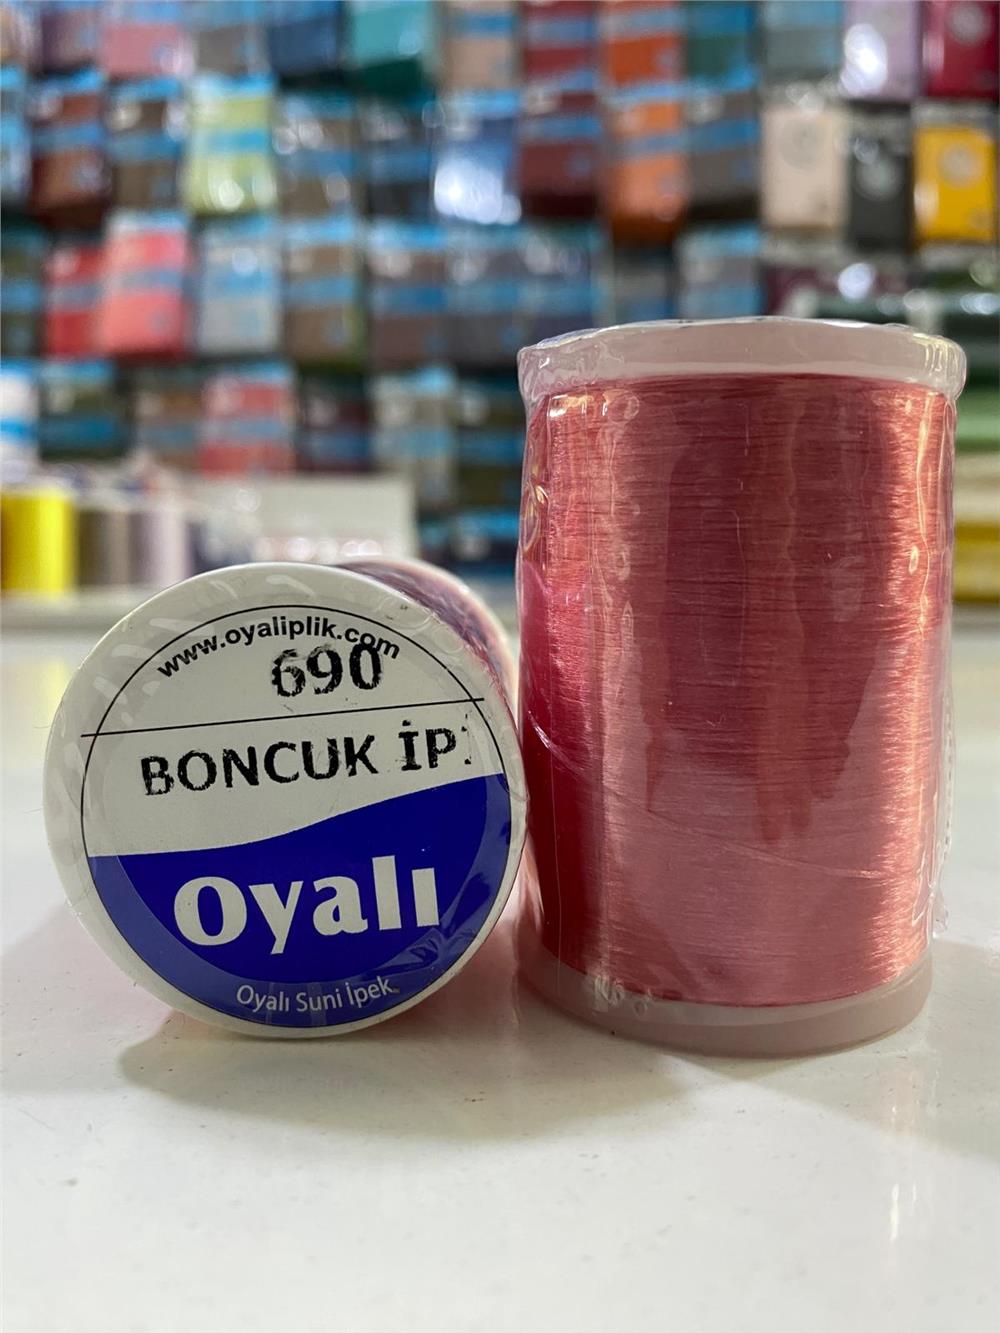 www.oyaliplik.com
690
BONCUK İP
Oyalı
Oyalı Suni İpek